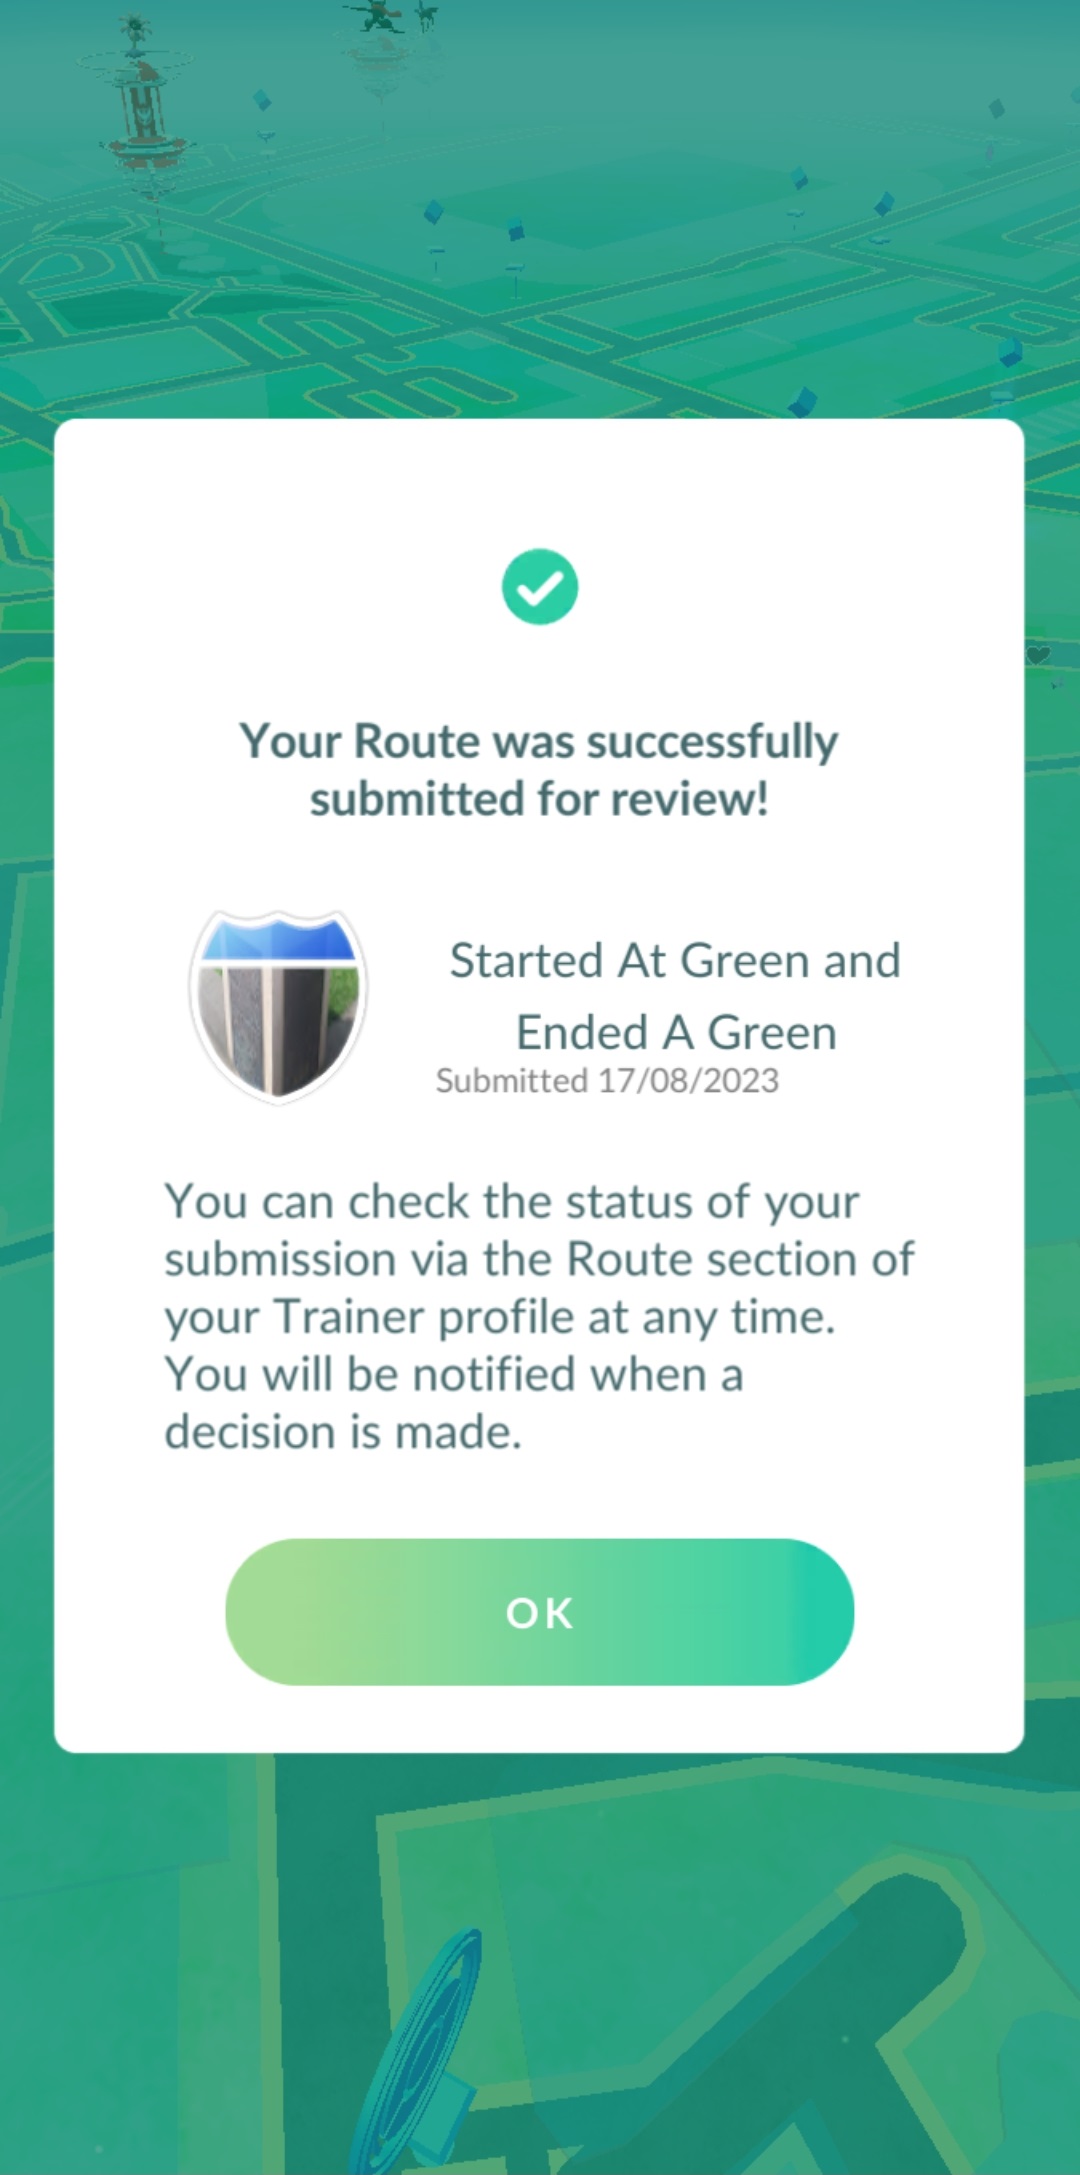 Your Route was successfully
submitted for review!
Started At Green and
Ended A Green
Submitted 17/08/2023
You can check the status of your
submission via the Route section of
your Trainer profile at any time.
You will be notified when a
decision is made.
OK